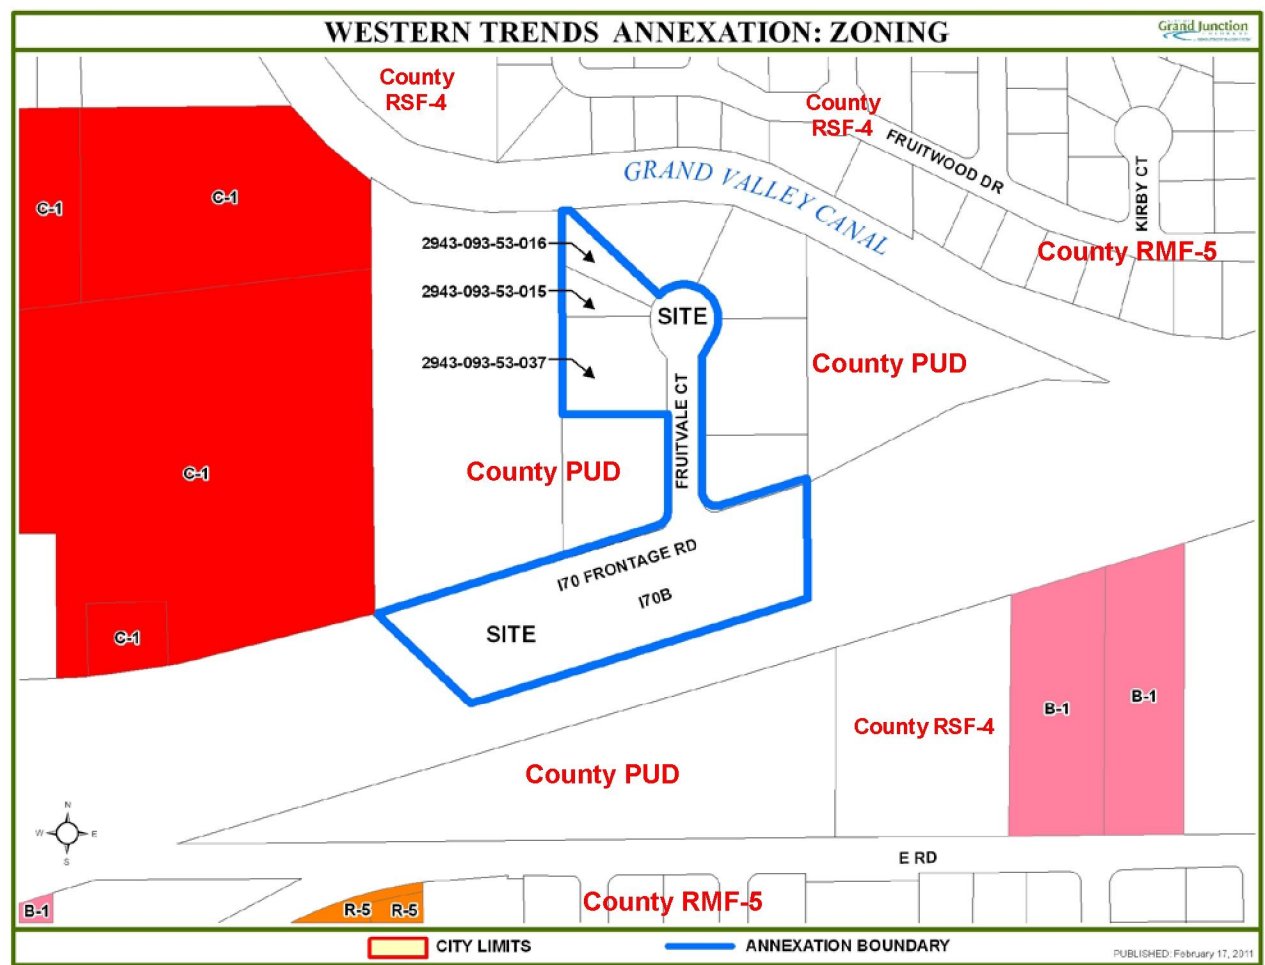 WESTERN TRENDS ANNEXATION: ZONING
Grand Junction
County
RSF-4
County
RSF-4
FRUITWOOD DR
KIRBY CT
GRAND VALLEY CANAL
C-1
C-1
2943-093-53-016
County RMF-5
2943-093-53-015
SITE
2943-093-53-037
County PUD
FRUITVALE CT
County PUD
C-1
I70 FRONTAGE RD
I70B
SITE
C-1
B-1
B-1
County RSF-4
County PUD
N
W E
S
E RD
B-1
R-5 R-5
County RMF-5
CITY LIMITS
ANNEXATION BOUNDARY
PUBLISHED: February 17, 2011